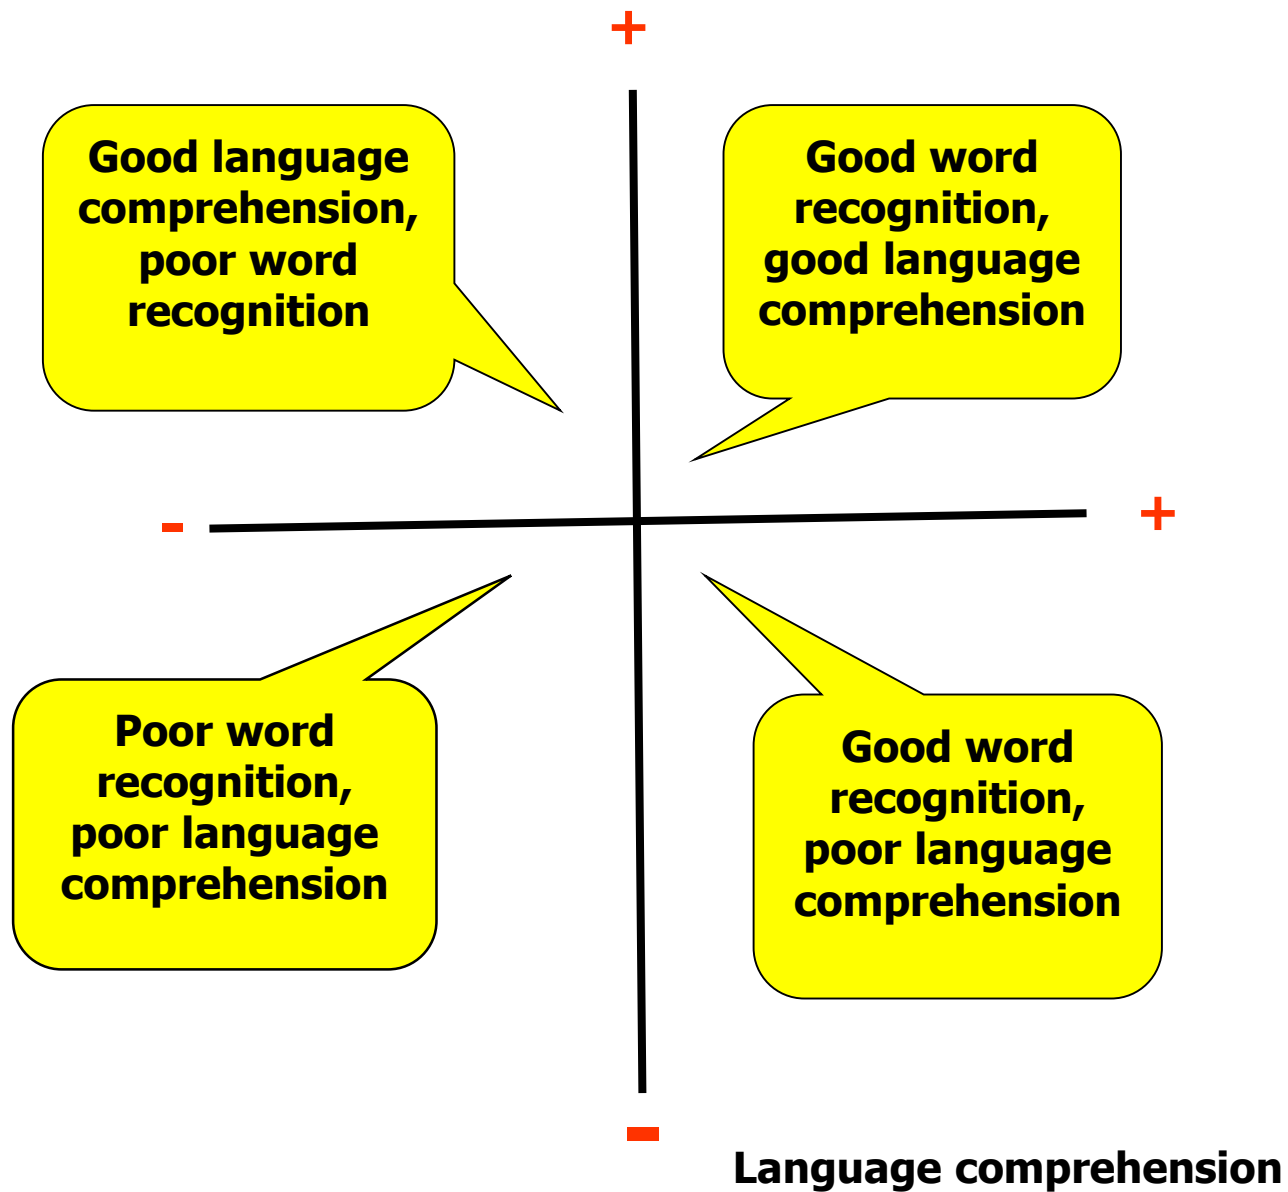 +
Good language
comprehension,
poor word
recognition
Good word
recognition,
good language
comprehension
-
+
Poor word
recognition,
poor language
comprehension
Good word
recognition,
poor language
comprehension
-
Language comprehension